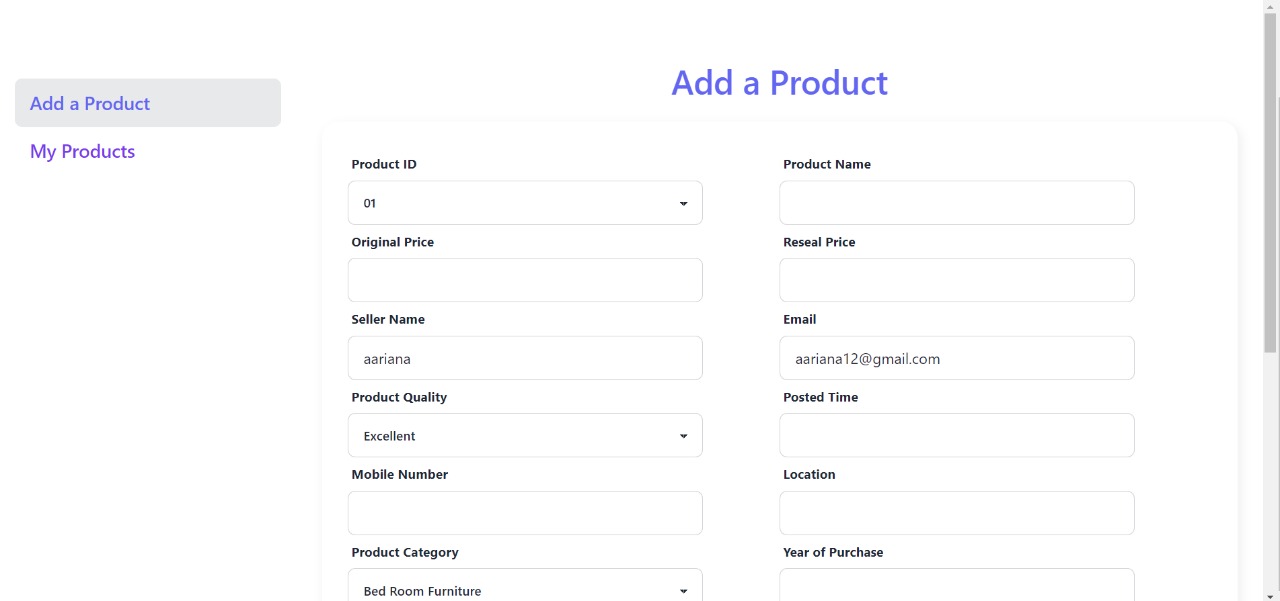 Add a Product
My Products
Add a Product
Product ID
Product Name
01
Original Price
Reseal Price
Seller Name
Email
aariana
aariana12@gmail.com
Product Quality
Posted Time
Excellent
Mobile Number
Location
Product Category
Year of Purchase
Bed Room Furniture